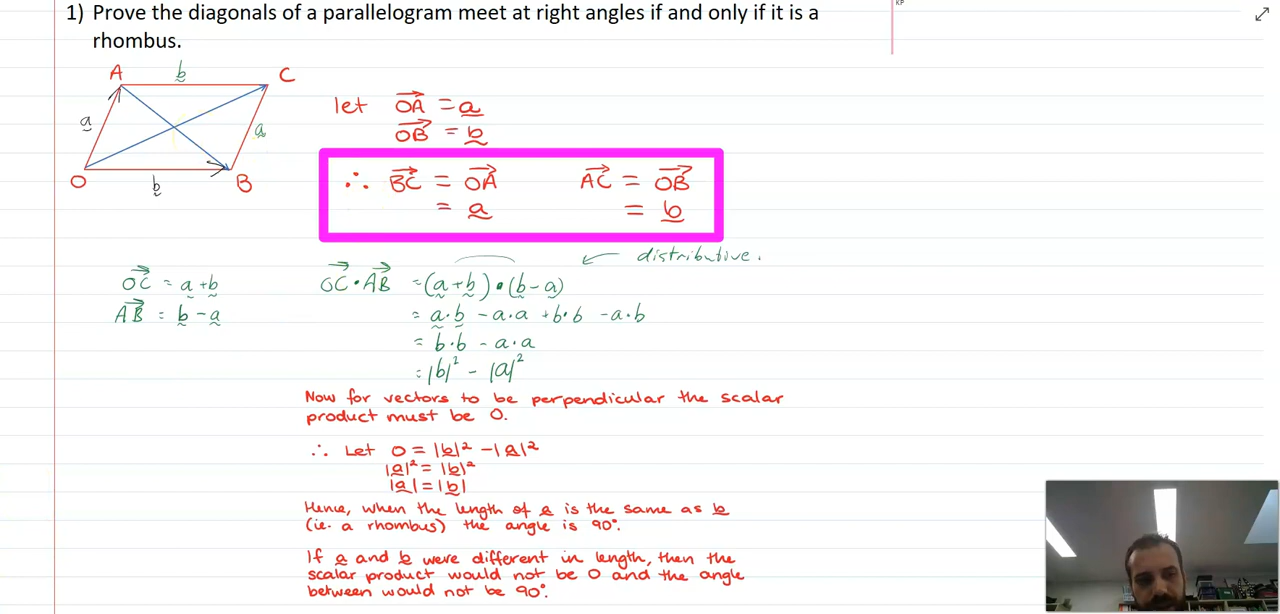 KP
1) Prove the diagonals of a parallelogram meet at right angles if and only if it is a
rhombus.
A b C
a a
O b B
let OA = a
OB = b
∴ BC = OA AC = OB
= a = b
distributive.
OC = a + b
AB = b - a
OC • AB = (a + b) • (b - a)
= a · b - a · a + b · b - a · b
= b · b - a · a
= |b|² - |a|²
Now for vectors to be perpendicular the scalar
product must be 0.
∴ Let 0 = |b|² - |a|²
|a|² = |b|²
|a| = |b|
Hence, when the length of a is the same as b
(ie. a rhombus) the angle is 90°.
If a and b were different in length, then the
scalar product would not be 0 and the angle
between would not be 90°.